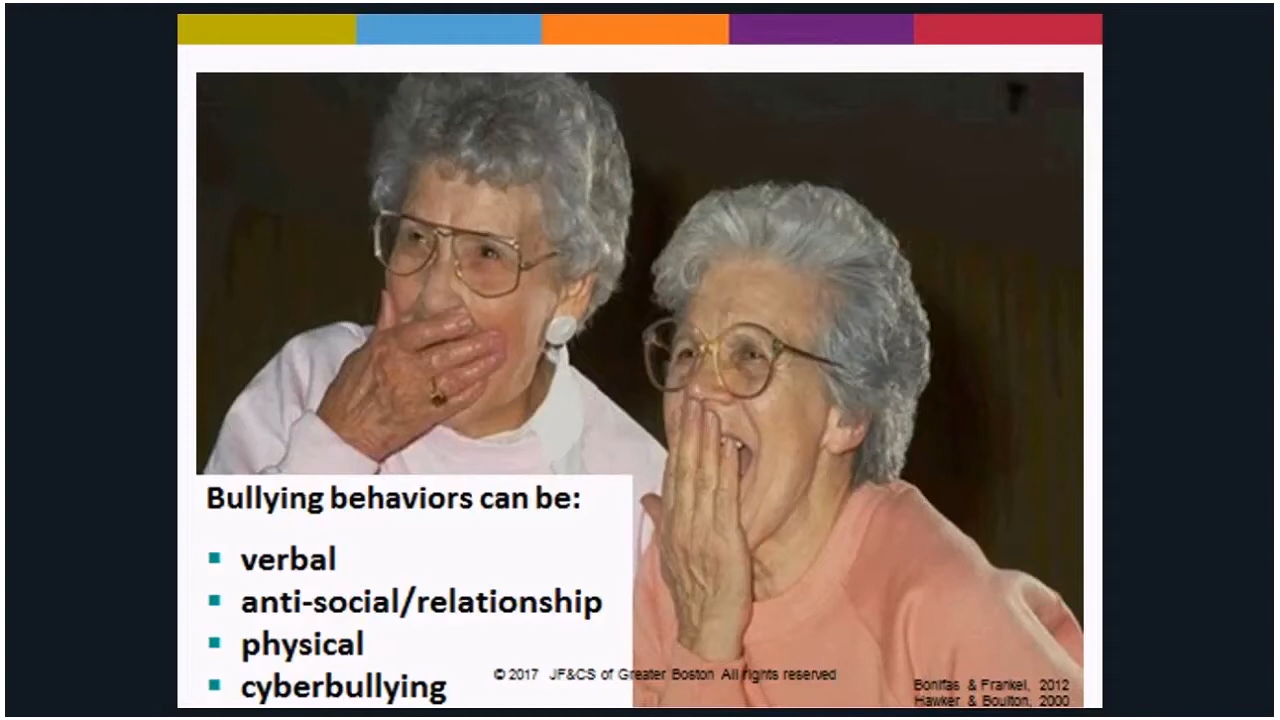 Bullying behaviors can be:
verbal
anti-social/relationship
physical
cyberbullying
© 2017 JF&CS of Greater Boston All rights reserved
Bonifas & Frankel, 2012
Hawker & Boulton, 2000